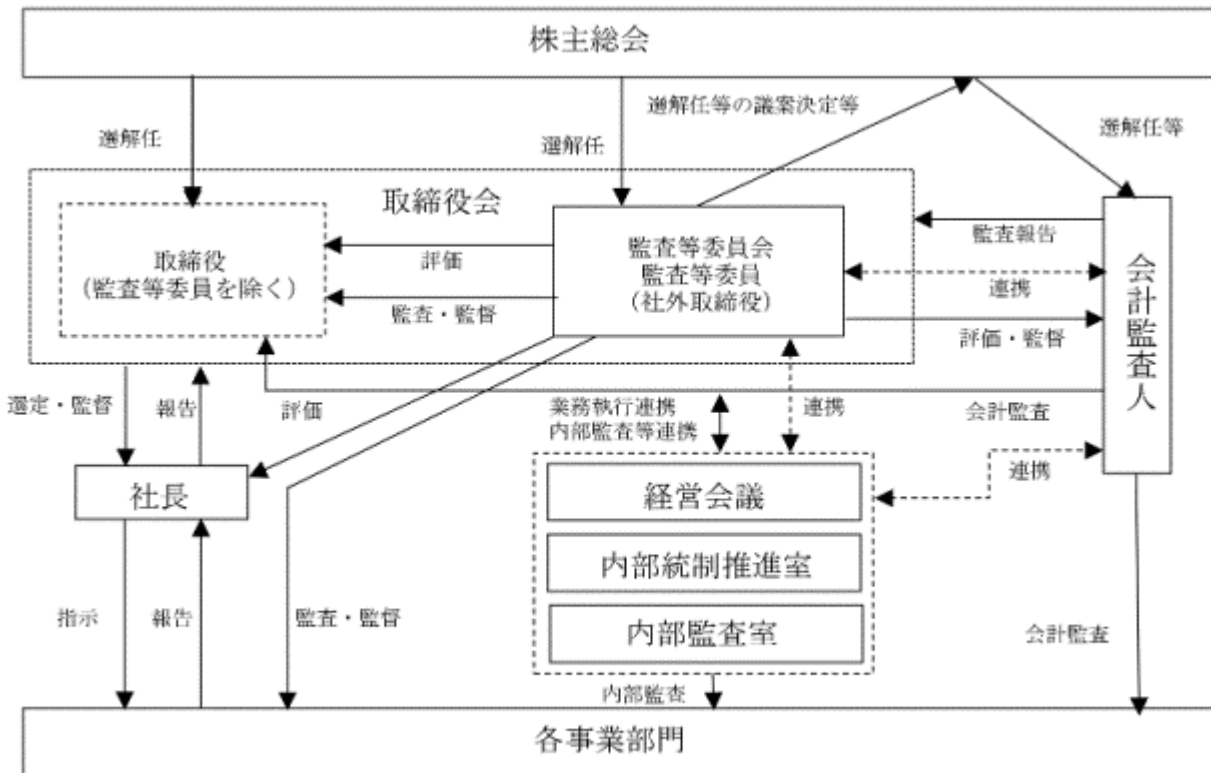 株主総会
選解任
選解任
選解任等の議案決定等
選解任等
取締役会
取締役
(監査等委員を除く)
評価
監査・監督
監査等委員会
監査等委員
(社外取締役)
監査報告
連携
評価・監督
会計監査人
選定・監督
報告
評価
業務執行連携
内部監査等連携
連携
会計監査
連携
社長
経営会議
内部統制推進室
内部監査室
指示
報告
監査・監督
会計監査
内部監査
各事業部門